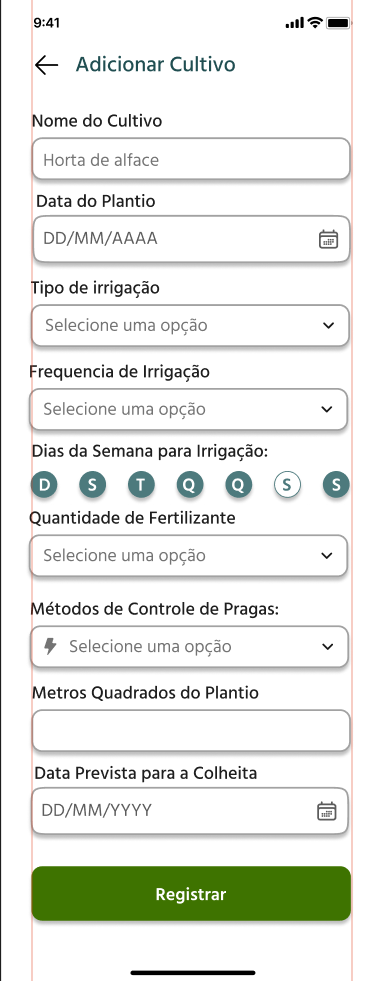 9:41
Adicionar Cultivo
Nome do Cultivo
Horta de alface
Data do Plantio
DD/MM/AAAA
Tipo de irrigação
Selecione uma opção
Frequencia de Irrigação
Selecione uma opção
Dias da Semana para Irrigação:
D S T Q Q S S
Quantidade de Fertilizante
Selecione uma opção
Métodos de Controle de Pragas:
Selecione uma opção
Metros Quadrados do Plantio
Data Prevista para a Colheita
DD/MM/YYYY
Registrar